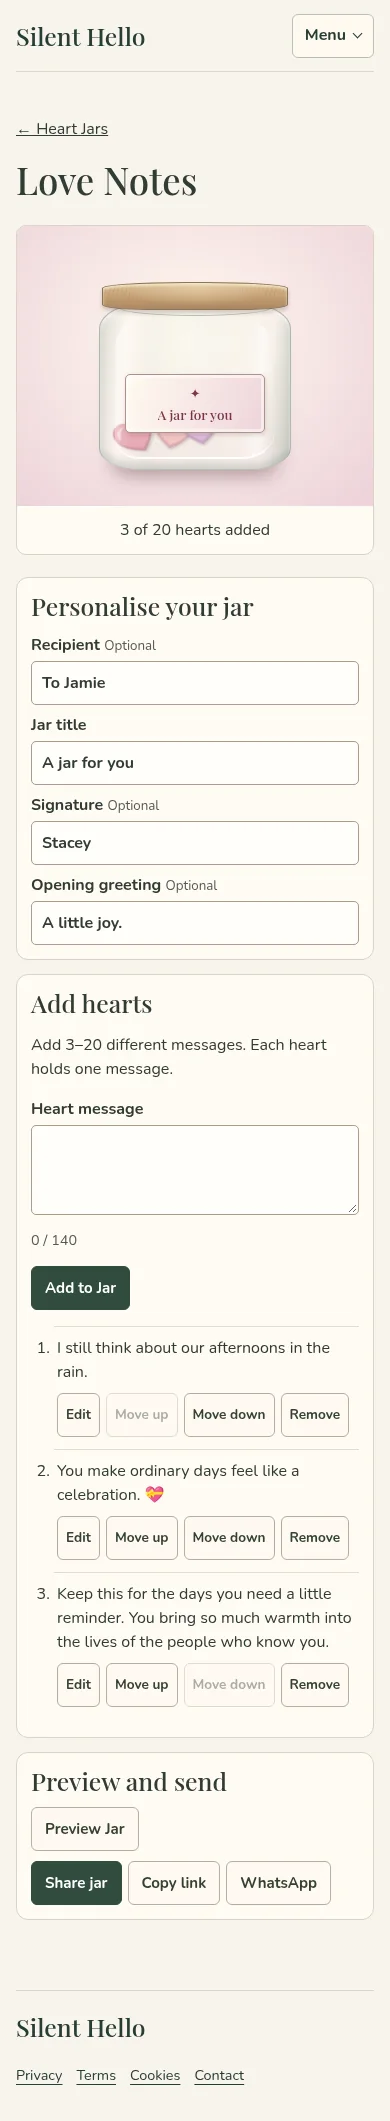 Silent Hello
Menu
← Heart Jars
Love Notes
✦
A jar for you
3 of 20 hearts added
Personalise your jar
Recipient Optional
To Jamie
Jar title
A jar for you
Signature Optional
Stacey
Opening greeting Optional
A little joy.
Add hearts
Add 3–20 different messages. Each heart
holds one message.
Heart message
0 / 140
Add to Jar
1. I still think about our afternoons in the
rain.
Edit Move up Move down Remove
2. You make ordinary days feel like a
celebration. 💝
Edit Move up Move down Remove
3. Keep this for the days you need a little
reminder. You bring so much warmth into
the lives of the people who know you.
Edit Move up Move down Remove
Preview and send
Preview Jar
Share jar Copy link WhatsApp
Silent Hello
Privacy Terms Cookies Contact